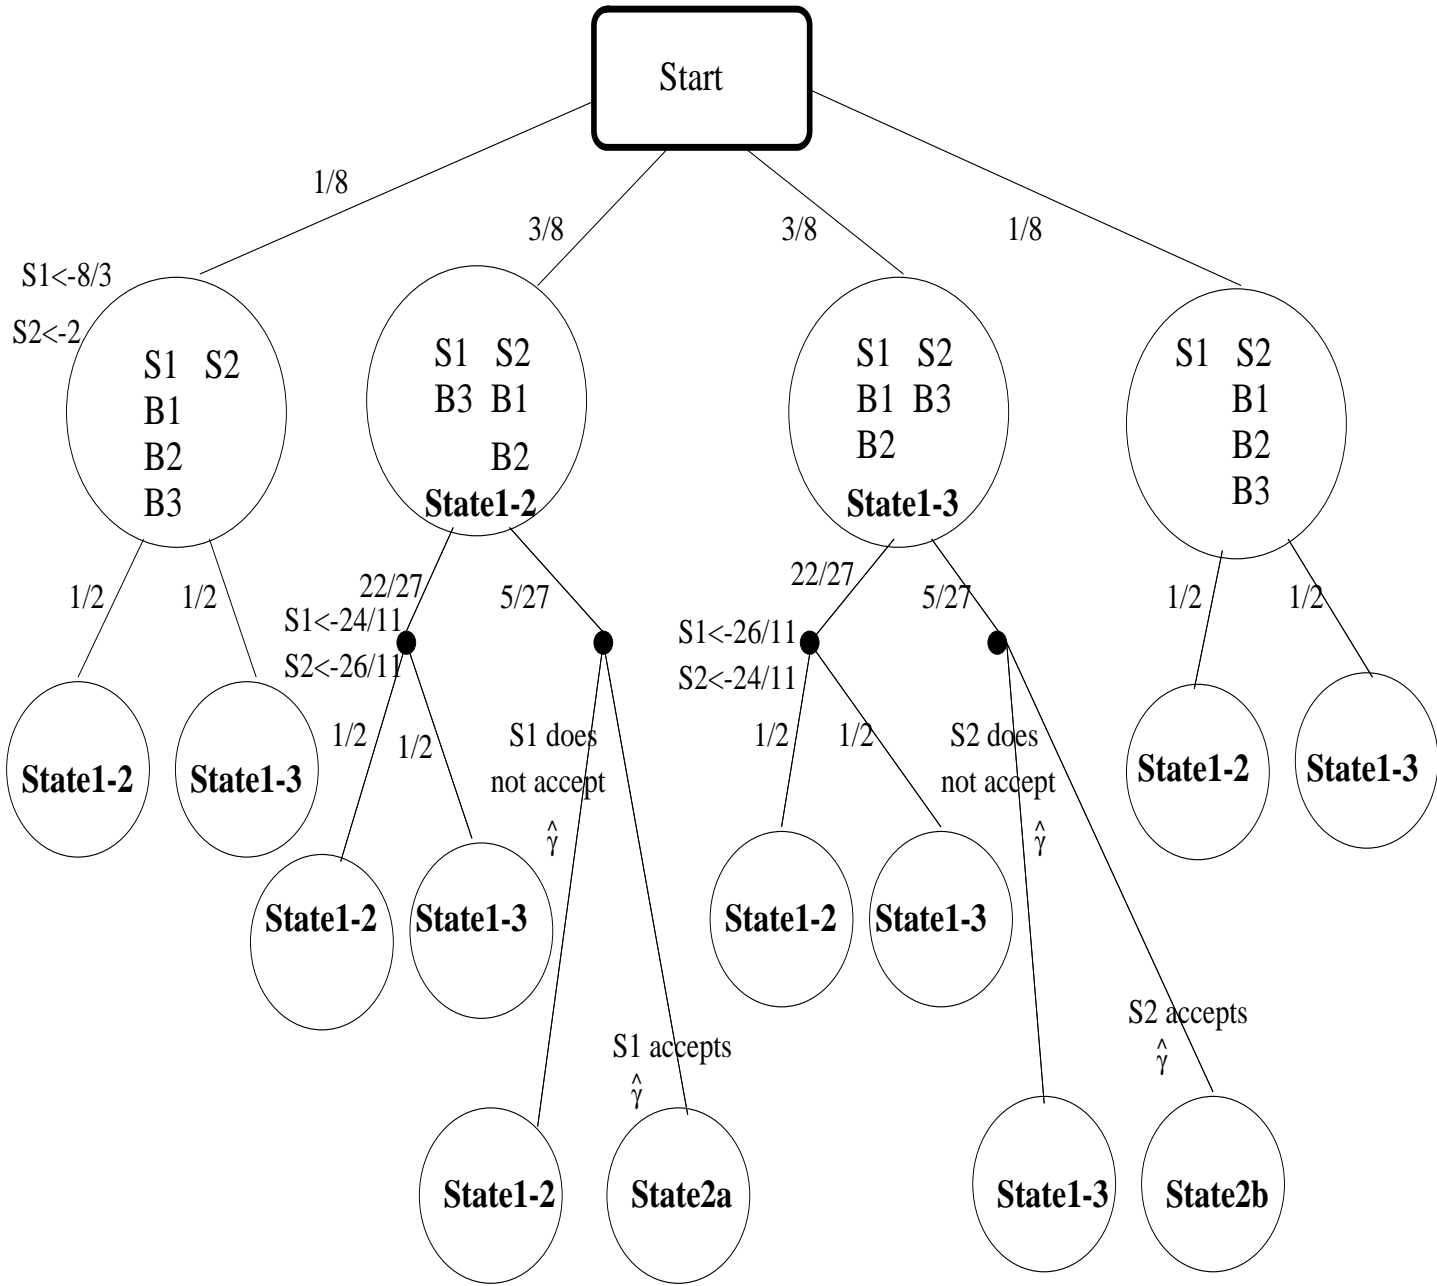 Start
1/8
3/8
3/8
1/8
S1<-8/3
S2<-2
S1 S2
B1
B2
B3
S1 S2
B3 B1
B2
State1-2
S1 S2
B1 B3
B2
State1-3
S1 S2
B1
B2
B3
1/2
1/2
22/27
5/27
22/27
5/27
1/2
1/2
S1<-24/11
S2<-26/11
S1<-26/11
S2<-24/11
1/2
1/2
S1 does
not accept
γ̂
1/2
1/2
S2 does
not accept
γ̂
State1-2
State1-3
State1-2
State1-3
State1-2
State1-3
State1-2
State1-3
S1 accepts
γ̂
S2 accepts
γ̂
State1-2
State2a
State1-3
State2b